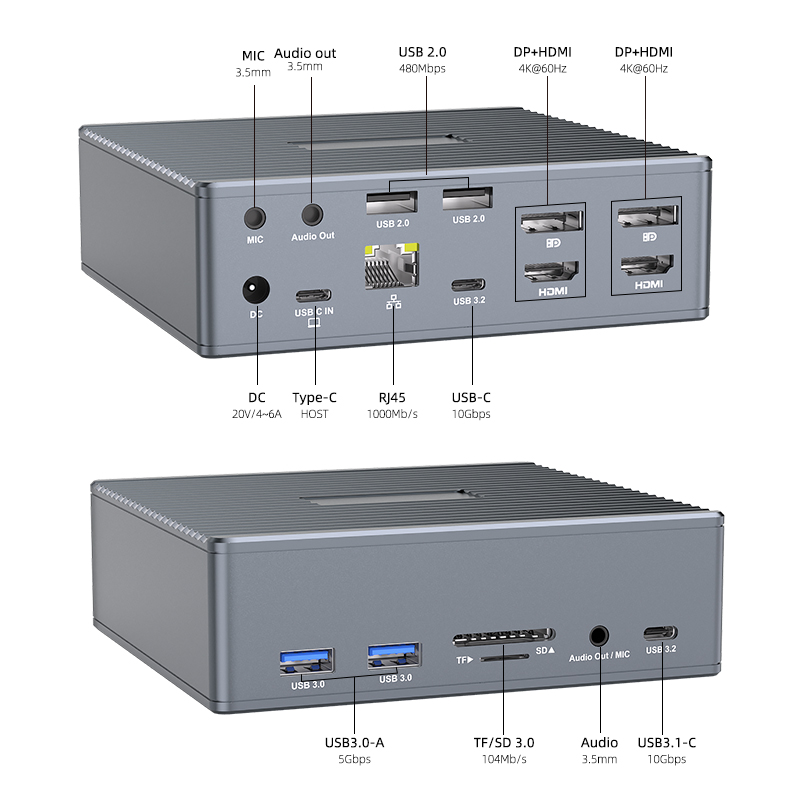 MIC
3.5mm
Audio out
3.5mm
USB 2.0
480Mbps
DP+HDMI
4K@60Hz
DP+HDMI
4K@60Hz
MIC
Audio Out
USB 2.0
USB 2.0
DC
USB C IN
USB 3.2
HDMI
HDMI
DC
20V/4~6A
Type-C
HOST
RJ45
1000Mb/s
USB-C
10Gbps
USB 3.0
USB 3.0
TF
SD
Audio Out / MIC
USB 3.2
USB3.0-A
5Gbps
TF/SD 3.0
104Mb/s
Audio
3.5mm
USB3.1-C
10Gbps